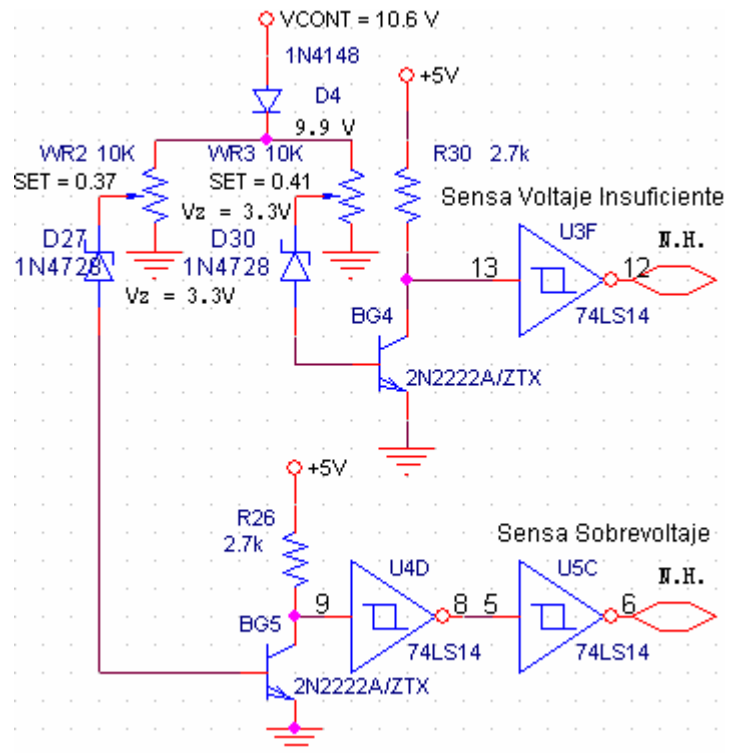 VCONT = 10.6 V
1N4148
D4
+5V
9.9 V
WR2 10K
WR3 10K
R30 2.7k
SET = 0.37
SET = 0.41
Sensa Voltaje Insuficiente
Vz = 3.3V
U3F
N.H.
D27
D30
1N4728
1N4728
13
12
Vz = 3.3V
BG4
74LS14
2N2222A/ZTX
+5V
R26
2.7k
Sensa Sobrevoltaje
U4D
U5C
N.H.
9
8
5
6
BG5
74LS14
74LS14
2N2222A/ZTX